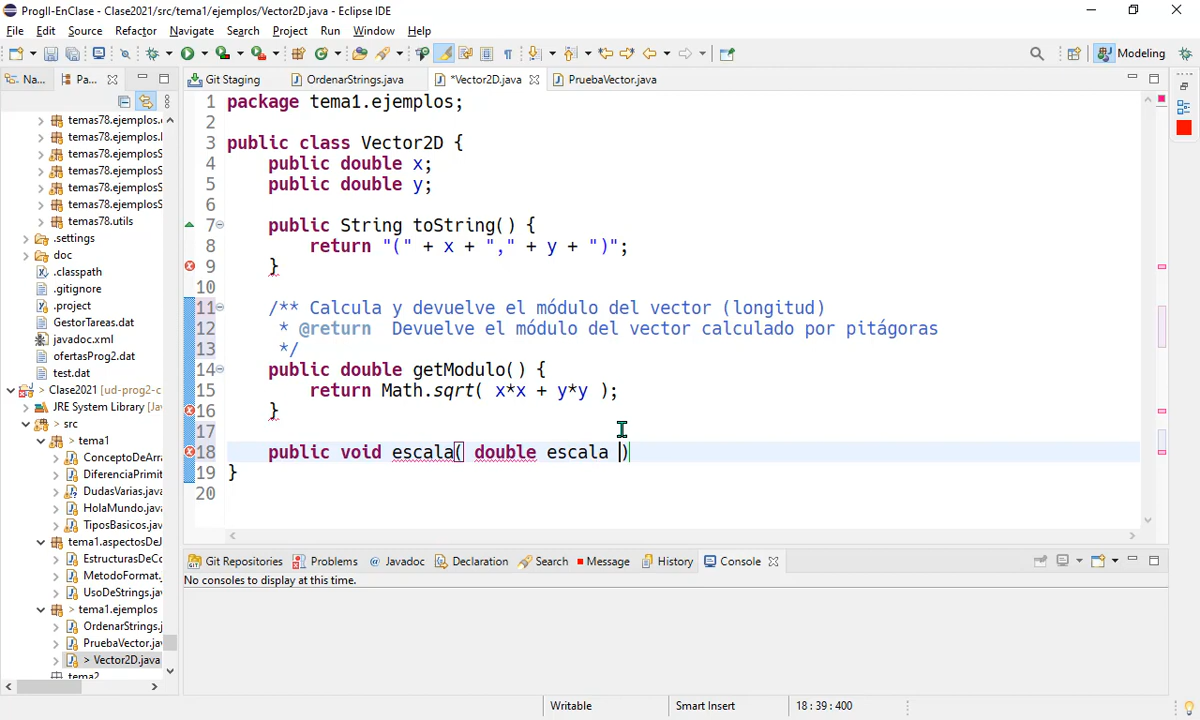 ProgII-EnClase - Clase2021/src/tema1/ejemplos/Vector2D.java - Eclipse IDE
File Edit Source Refactor Navigate Search Project Run Window Help
Modeling
Na... Pa...
Git Staging OrdenarStrings.java *Vector2D.java PruebaVector.java
temas78.ejemplos.
temas78.ejemplos.
temas78.ejemplosS
temas78.ejemplosS
temas78.ejemplosS
temas78.ejemplosS
temas78.utils
.settings
doc
.classpath
.gitignore
.project
GestorTareas.dat
javadoc.xml
ofertasProg2.dat
test.dat
> Clase2021 [ud-prog2-c
JRE System Library [Jav
> src
> tema1
ConceptoDeArra
DiferenciaPrimit
DudasVarias.java
HolaMundo.java
TiposBasicos.jav
tema1.aspectosDeJ
EstructurasDeCo
MetodoFormat.
UsoDeStrings.jav
> tema1.ejemplos
OrdenarStrings.
PruebaVector.jav
> Vector2D.java
tema2
1 package tema1.ejemplos;
2
3 public class Vector2D {
4 public double x;
5 public double y;
6
7 public String toString() {
8 return "(" + x + "," + y + ")";
9 }
10
11 /** Calcula y devuelve el módulo del vector (longitud)
12 * @return Devuelve el módulo del vector calculado por pitágoras
13 */
14 public double getModulo() {
15 return Math.sqrt( x*x + y*y );
16 }
17
18 public void escala( double escala )
19 }
20
Git Repositories Problems @ Javadoc Declaration Search Message History Console
No consoles to display at this time.
Writable Smart Insert 18 : 39 : 400